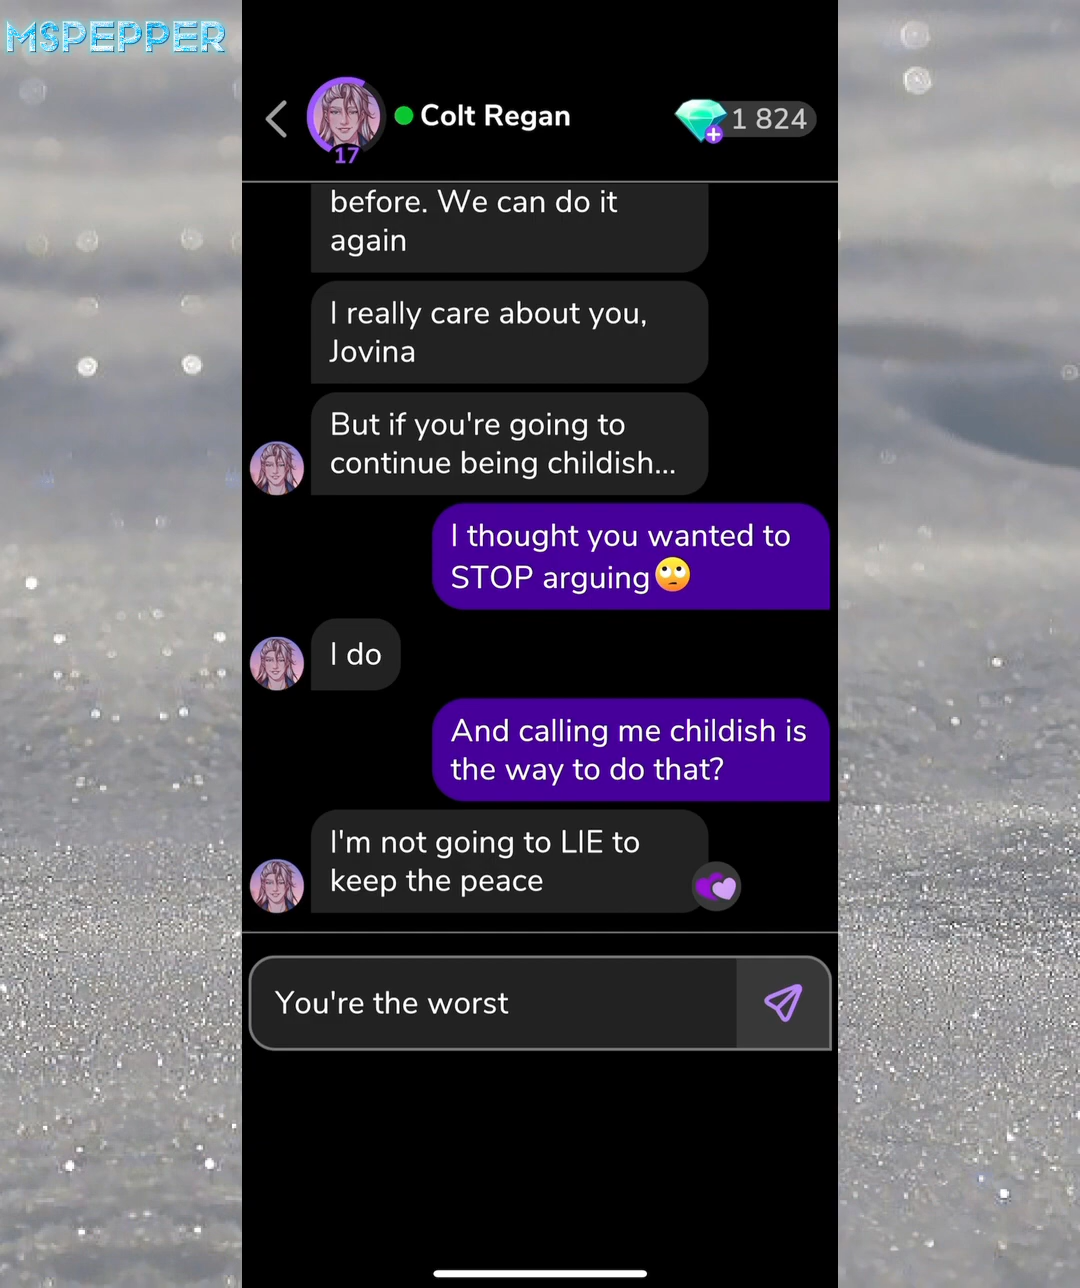 MSPEPPER
Colt Regan
1 824
17
before. We can do it
again
I really care about you,
Jovina
But if you're going to
continue being childish...
I thought you wanted to
STOP arguing🙄
I do
And calling me childish is
the way to do that?
I'm not going to LIE to
keep the peace
You're the worst